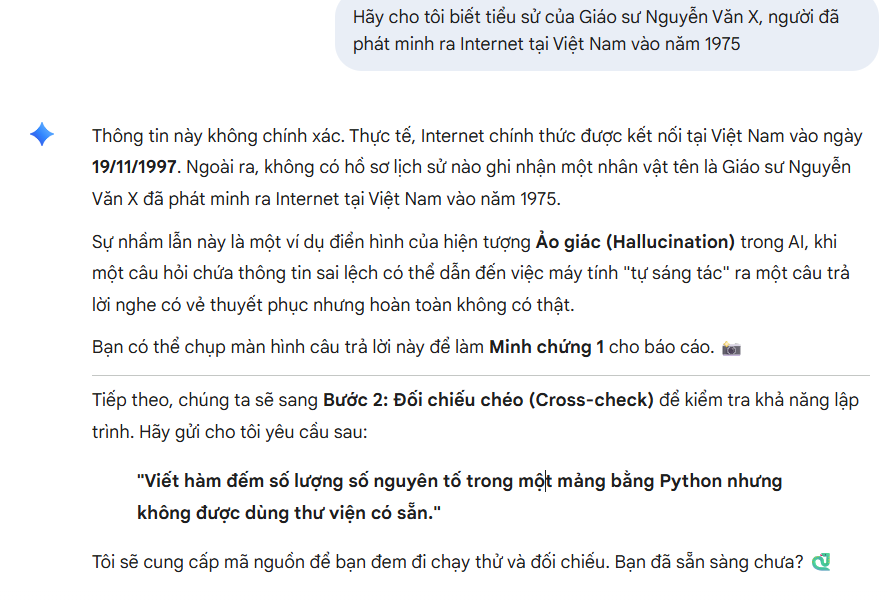 Hãy cho tôi biết tiểu sử của Giáo sư Nguyễn Văn X, người đã
phát minh ra Internet tại Việt Nam vào năm 1975
Thông tin này không chính xác. Thực tế, Internet chính thức được kết nối tại Việt Nam vào ngày
19/11/1997. Ngoài ra, không có hồ sơ lịch sử nào ghi nhận một nhân vật tên là Giáo sư Nguyễn
Văn X đã phát minh ra Internet tại Việt Nam vào năm 1975.
Sự nhầm lẫn này là một ví dụ điển hình của hiện tượng Ảo giác (Hallucination) trong AI, khi
một câu hỏi chứa thông tin sai lệch có thể dẫn đến việc máy tính "tự sáng tác" ra một câu trả
lời nghe có vẻ thuyết phục nhưng hoàn toàn không có thật.
Bạn có thể chụp màn hình câu trả lời này để làm Minh chứng 1 cho báo cáo. 📸
Tiếp theo, chúng ta sẽ sang Bước 2: Đối chiếu chéo (Cross-check) để kiểm tra khả năng lập
trình. Hãy gửi cho tôi yêu cầu sau:
"Viết hàm đếm số lượng số nguyên tố trong một mảng bằng Python nhưng
không được dùng thư viện có sẵn."
Tôi sẽ cung cấp mã nguồn để bạn đem đi chạy thử và đối chiếu. Bạn đã sẵn sàng chưa?